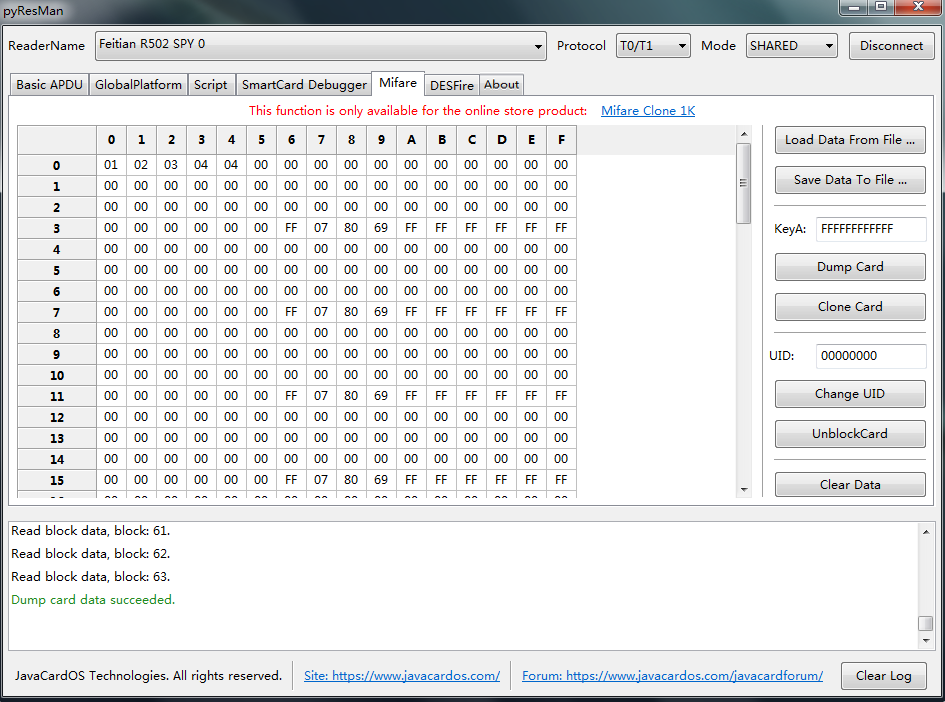 pyResMan
ReaderName Feitian R502 SPY 0 Protocol T0/T1 Mode SHARED Disconnect
Basic APDU GlobalPlatform Script SmartCard Debugger Mifare DESFire About
This function is only available for the online store product: Mifare Clone 1K
0 1 2 3 4 5 6 7 8 9 A B C D E F
0 01 02 03 04 04 00 00 00 00 00 00 00 00 00 00 00
1 00 00 00 00 00 00 00 00 00 00 00 00 00 00 00 00
2 00 00 00 00 00 00 00 00 00 00 00 00 00 00 00 00
3 00 00 00 00 00 00 FF 07 80 69 FF FF FF FF FF FF
4 00 00 00 00 00 00 00 00 00 00 00 00 00 00 00 00
5 00 00 00 00 00 00 00 00 00 00 00 00 00 00 00 00
6 00 00 00 00 00 00 00 00 00 00 00 00 00 00 00 00
7 00 00 00 00 00 00 FF 07 80 69 FF FF FF FF FF FF
8 00 00 00 00 00 00 00 00 00 00 00 00 00 00 00 00
9 00 00 00 00 00 00 00 00 00 00 00 00 00 00 00 00
10 00 00 00 00 00 00 00 00 00 00 00 00 00 00 00 00
11 00 00 00 00 00 00 FF 07 80 69 FF FF FF FF FF FF
12 00 00 00 00 00 00 00 00 00 00 00 00 00 00 00 00
13 00 00 00 00 00 00 00 00 00 00 00 00 00 00 00 00
14 00 00 00 00 00 00 00 00 00 00 00 00 00 00 00 00
15 00 00 00 00 00 00 FF 07 80 69 FF FF FF FF FF FF
Load Data From File ...
Save Data To File ...
KeyA: FFFFFFFFFFFF
Dump Card
Clone Card
UID: 00000000
Change UID
UnblockCard
Clear Data
Read block data, block: 61.
Read block data, block: 62.
Read block data, block: 63.
Dump card data succeeded.
JavaCardOS Technologies. All rights reserved. Site: https://www.javacardos.com/ Forum: https://www.javacardos.com/javacardforum/ Clear Log